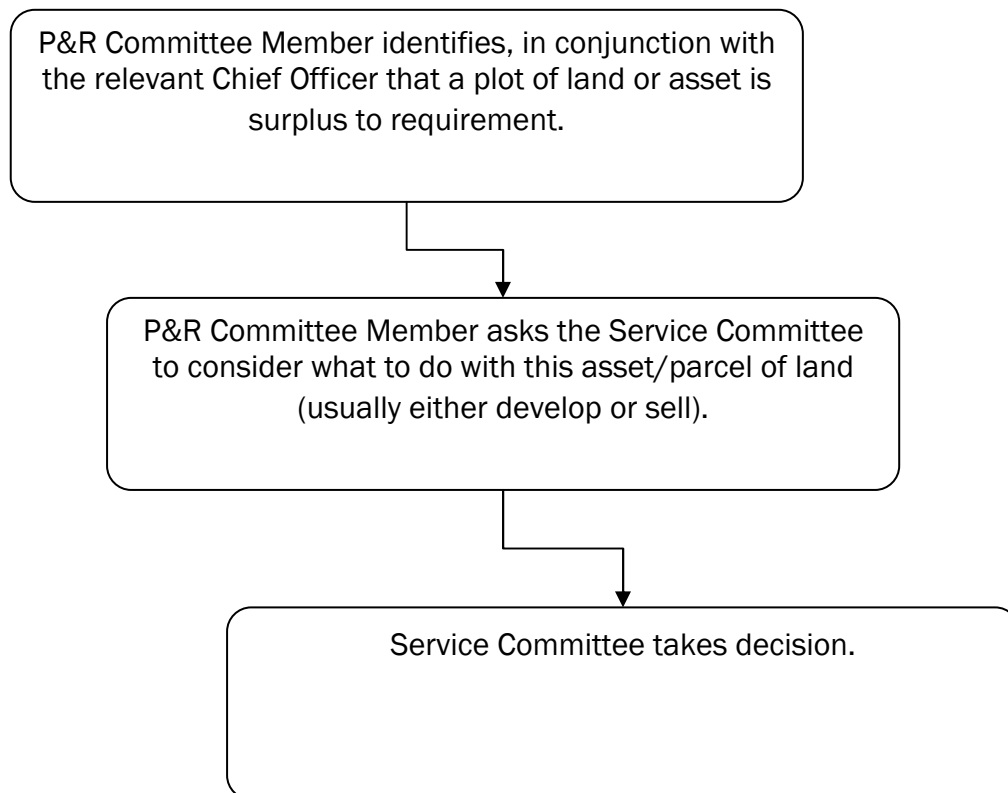 P&R Committee Member identifies, in conjunction with
the relevant Chief Officer that a plot of land or asset is
surplus to requirement.
P&R Committee Member asks the Service Committee
to consider what to do with this asset/parcel of land
(usually either develop or sell).
Service Committee takes decision.